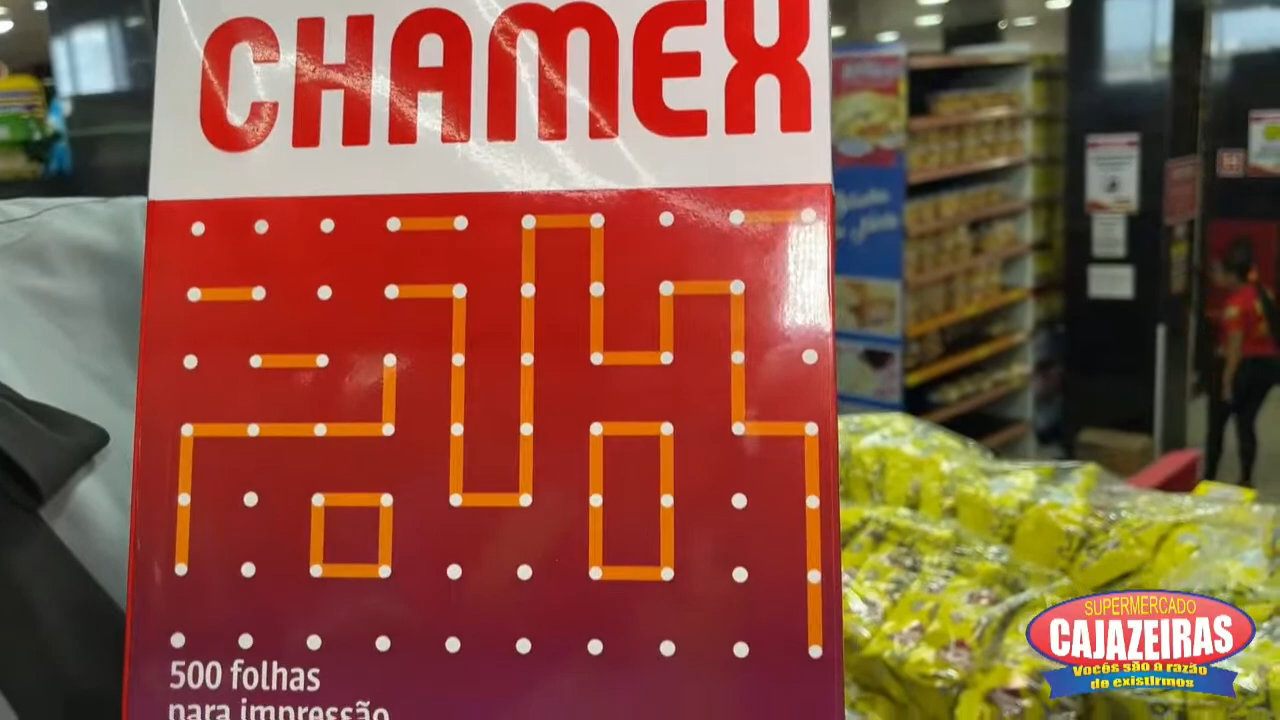 CHAMEX
500 folhas
para impressão
SUPERMERCADO
CAJAZEIRAS
Vocês são a razão
de existirmos